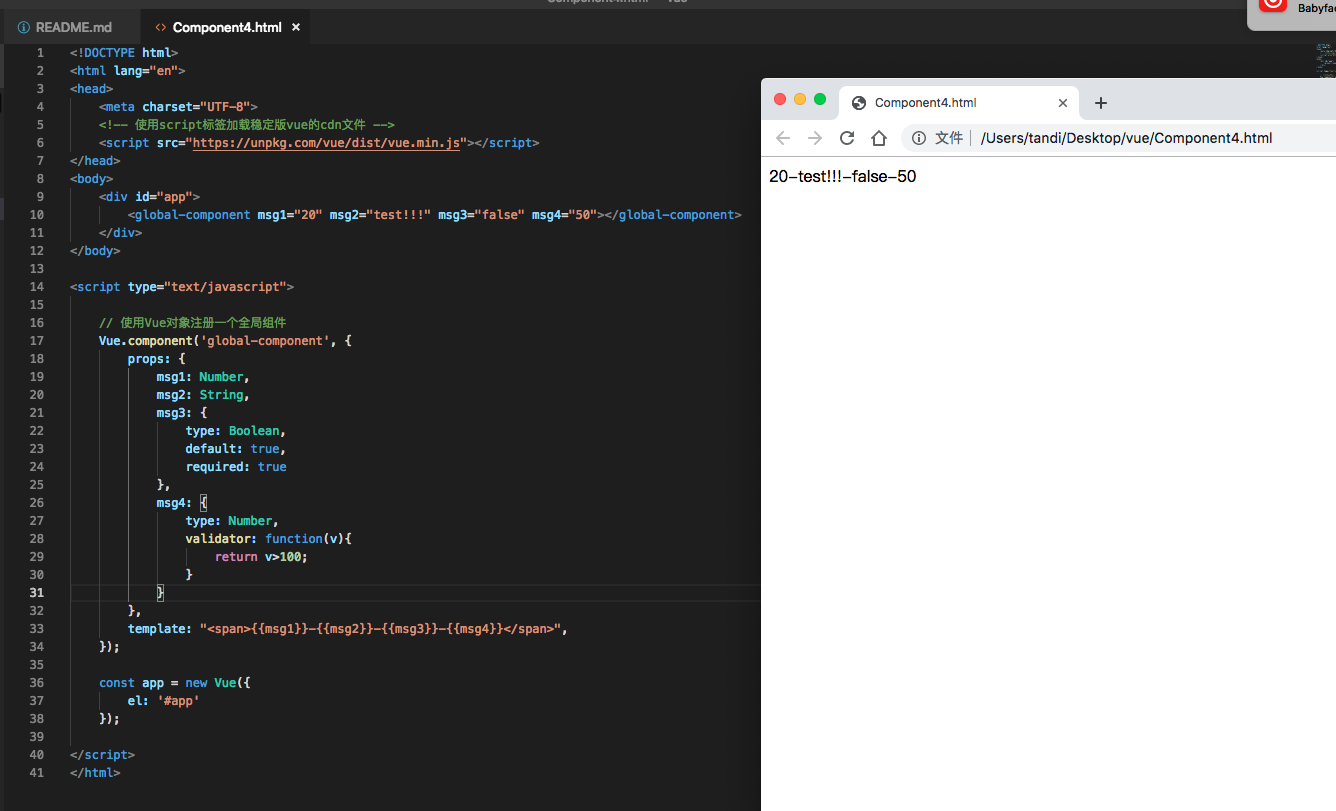 README.md
Component4.html ×
1 <!DOCTYPE html>
2 <html lang="en">
3 <head>
4 <meta charset="UTF-8">
5 <!-- 使用script标签加载稳定版vue的cdn文件 -->
6 <script src="https://unpkg.com/vue/dist/vue.min.js"></script>
7 </head>
8 <body>
9 <div id="app">
10 <global-component msg1="20" msg2="test!!!" msg3="false" msg4="50"></global-component>
11 </div>
12 </body>
13
14 <script type="text/javascript">
15
16 // 使用Vue对象注册一个全局组件
17 Vue.component('global-component', {
18 props: {
19 msg1: Number,
20 msg2: String,
21 msg3: {
22 type: Boolean,
23 default: true,
24 required: true
25 },
26 msg4: {
27 type: Number,
28 validator: function(v){
29 return v>100;
30 }
31 }
32 },
33 template: "<span>{{msg1}}-{{msg2}}-{{msg3}}-{{msg4}}</span>",
34 });
35
36 const app = new Vue({
37 el: '#app'
38 });
39
40 </script>
41 </html>
Component4.html × +
文件 | /Users/tandi/Desktop/vue/Component4.html
20-test!!!-false-50